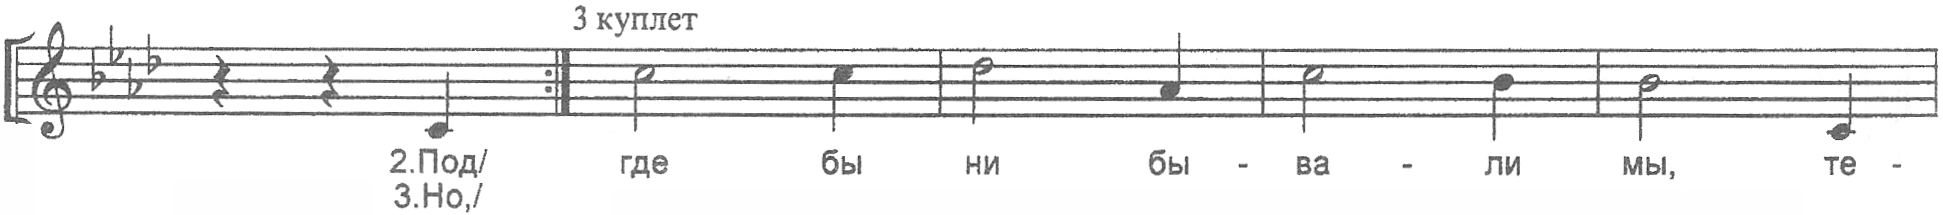 3 куплет
2.Под/ где бы ни бы - ва - ли мы, те -
3.Но,/